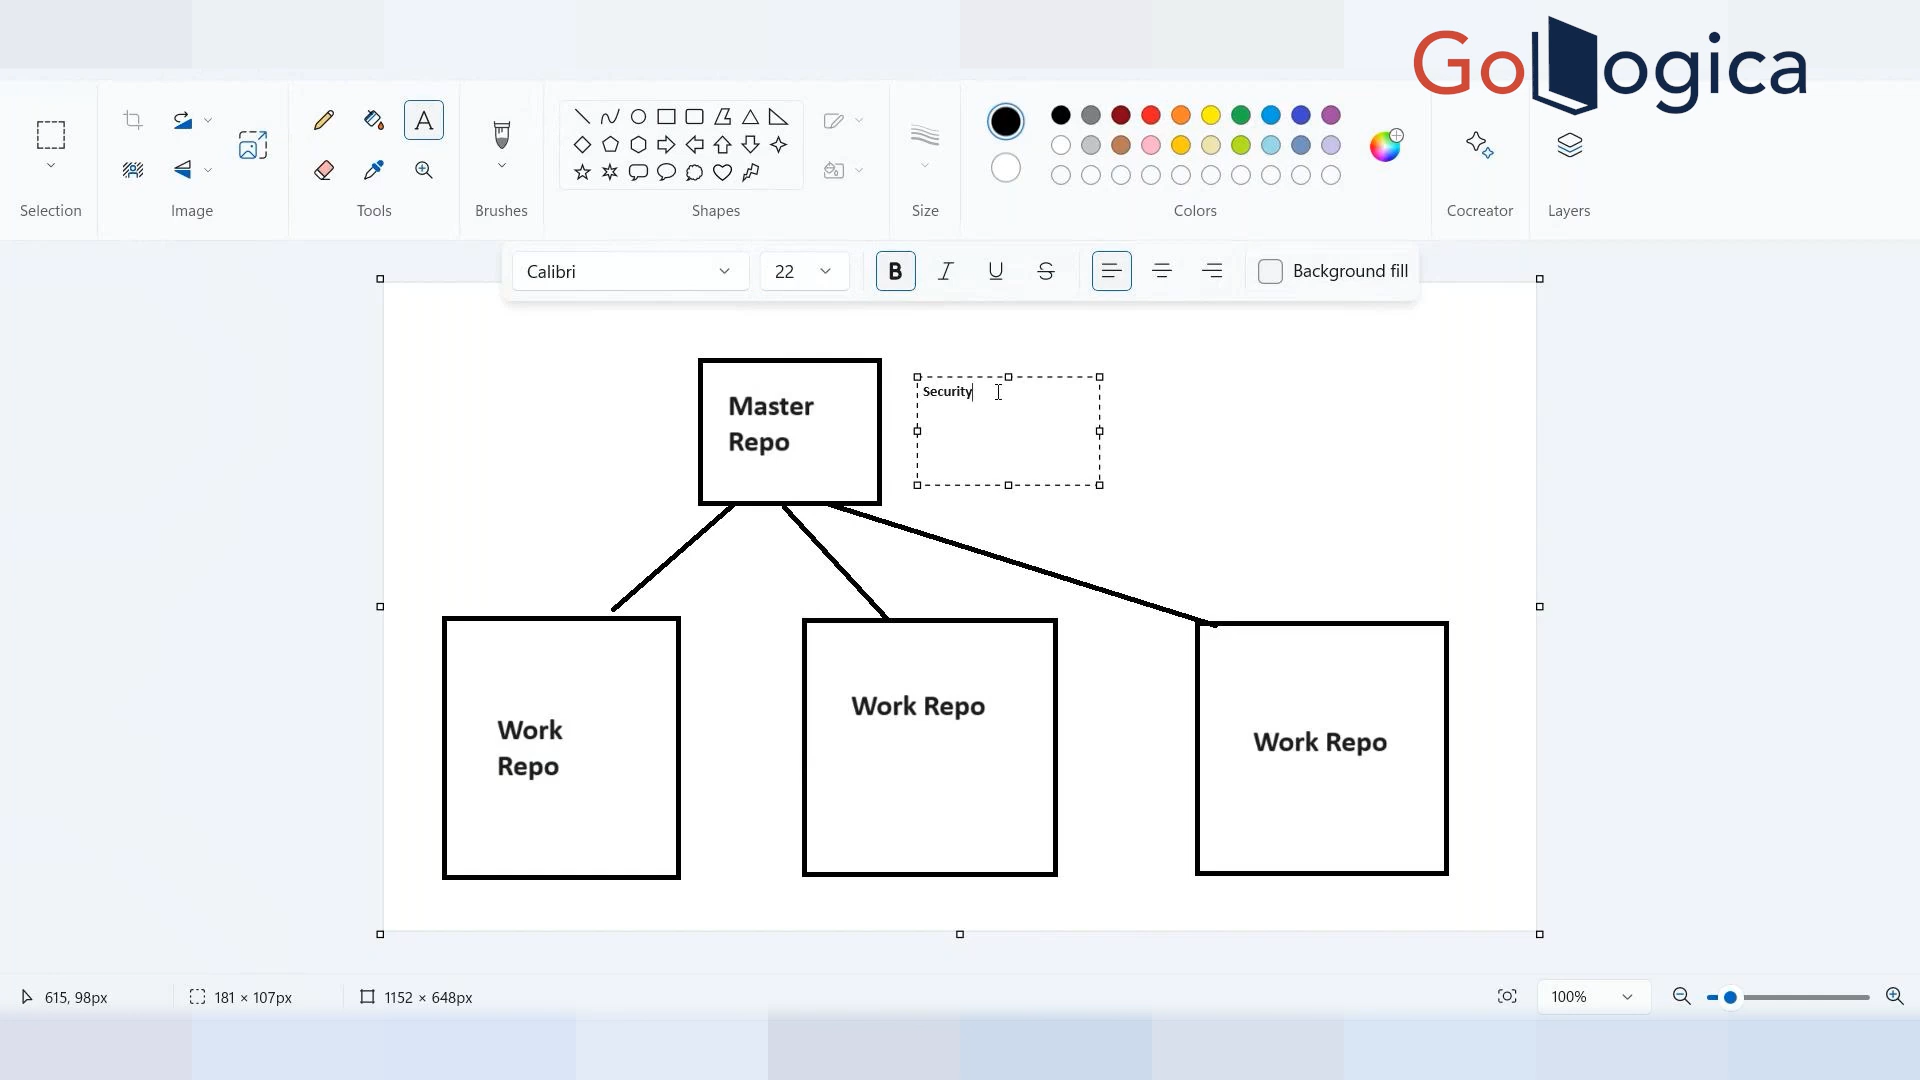 GoLogica
Selection
Image
Tools
Brushes
Shapes
Size
Colors
Cocreator
Layers
Calibri
22
B
I
U
S
Background fill
Master
Repo
Security
Work
Repo
Work Repo
Work Repo
615, 98px
181 × 107px
1152 × 648px
100%